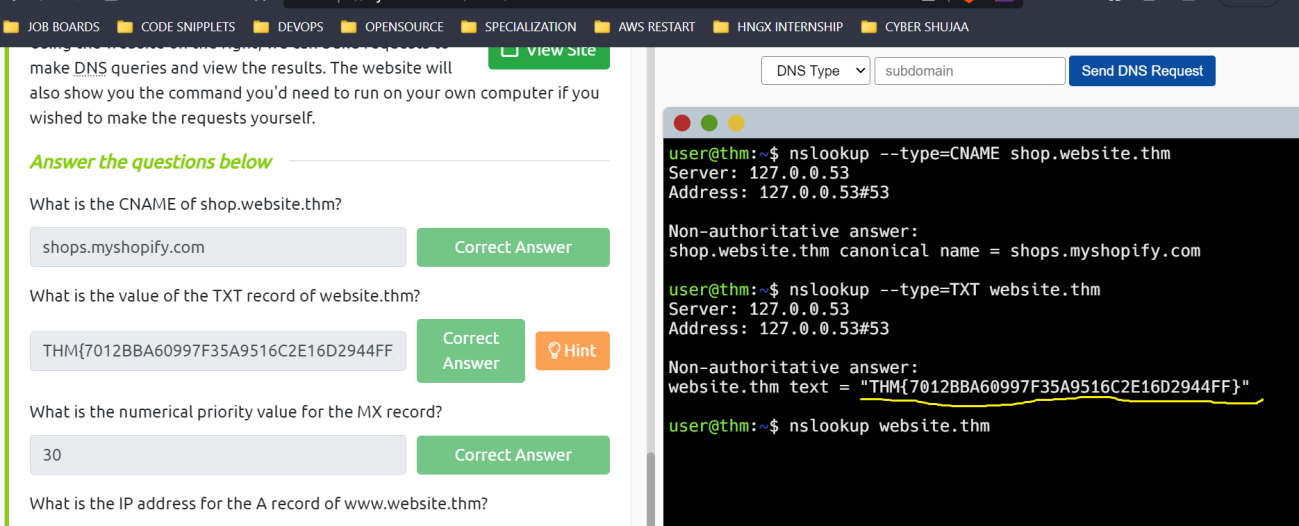 JOB BOARDS CODE SNIPPLETS DEVOPS OPENSOURCE SPECIALIZATION AWS RESTART HNGX INTERNSHIP CYBER SHUJAA
View Site
make DNS queries and view the results. The website will
also show you the command you'd need to run on your own computer if you
wished to make the requests yourself.
Answer the questions below
What is the CNAME of shop.website.thm?
shops.myshopify.com Correct Answer
What is the value of the TXT record of website.thm?
THM{7012BBA60997F35A9516C2E16D2944FF Correct Answer Hint
What is the numerical priority value for the MX record?
30 Correct Answer
What is the IP address for the A record of www.website.thm?
DNS Type subdomain Send DNS Request
user@thm:~$ nslookup --type=CNAME shop.website.thm
Server: 127.0.0.53
Address: 127.0.0.53#53
Non-authoritative answer:
shop.website.thm canonical name = shops.myshopify.com
user@thm:~$ nslookup --type=TXT website.thm
Server: 127.0.0.53
Address: 127.0.0.53#53
Non-authoritative answer:
website.thm text = "THM{7012BBA60997F35A9516C2E16D2944FF}"
user@thm:~$ nslookup website.thm